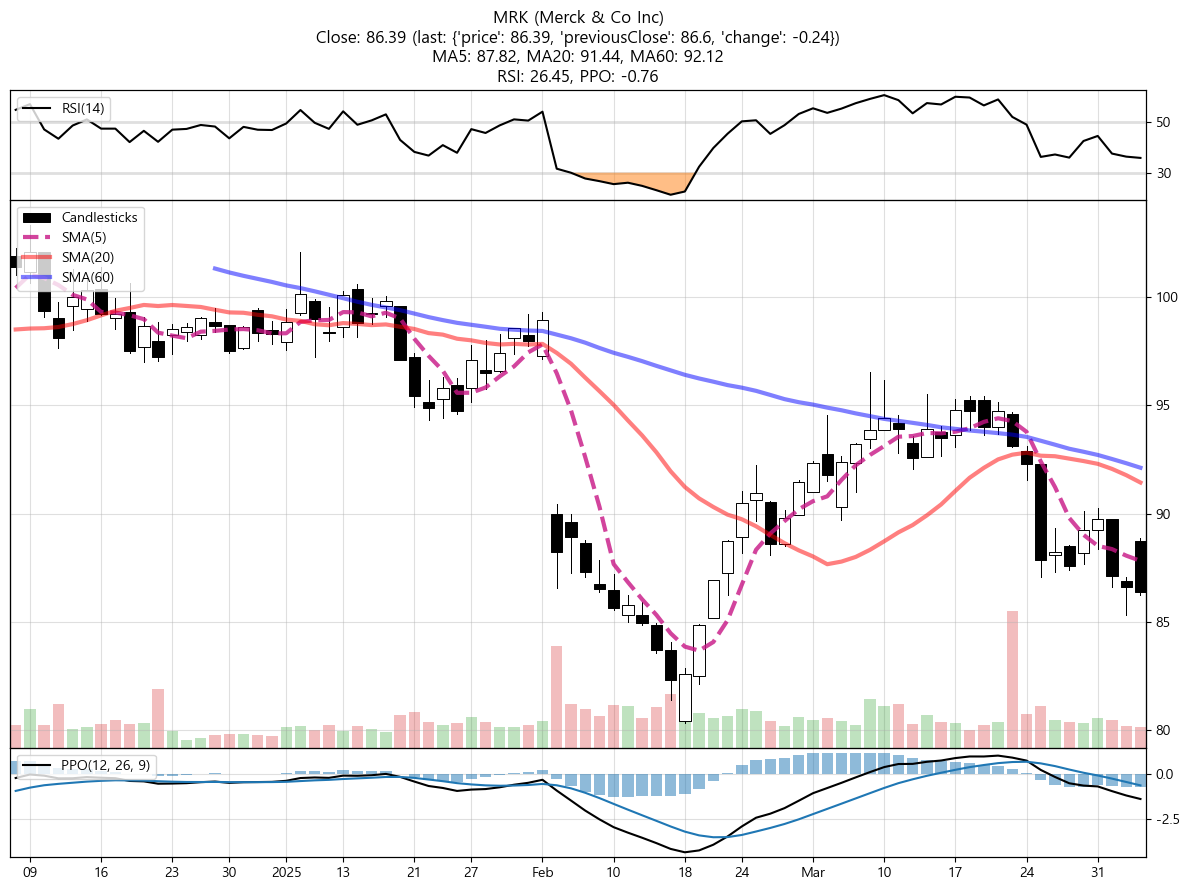 MRK (Merck & Co Inc)
Close: 86.39 (last: {'price': 86.39, 'previousClose': 86.6, 'change': -0.24})
MA5: 87.82, MA20: 91.44, MA60: 92.12
RSI: 26.45, PPO: -0.76
RSI(14)
50
30
Candlesticks
SMA(5)
SMA(20)
SMA(60)
100
95
90
85
80
PPO(12, 26, 9)
0.0
-2.5
09 16 23 30 2025 13 21 27 Feb 10 18 24 Mar 10 17 24 31